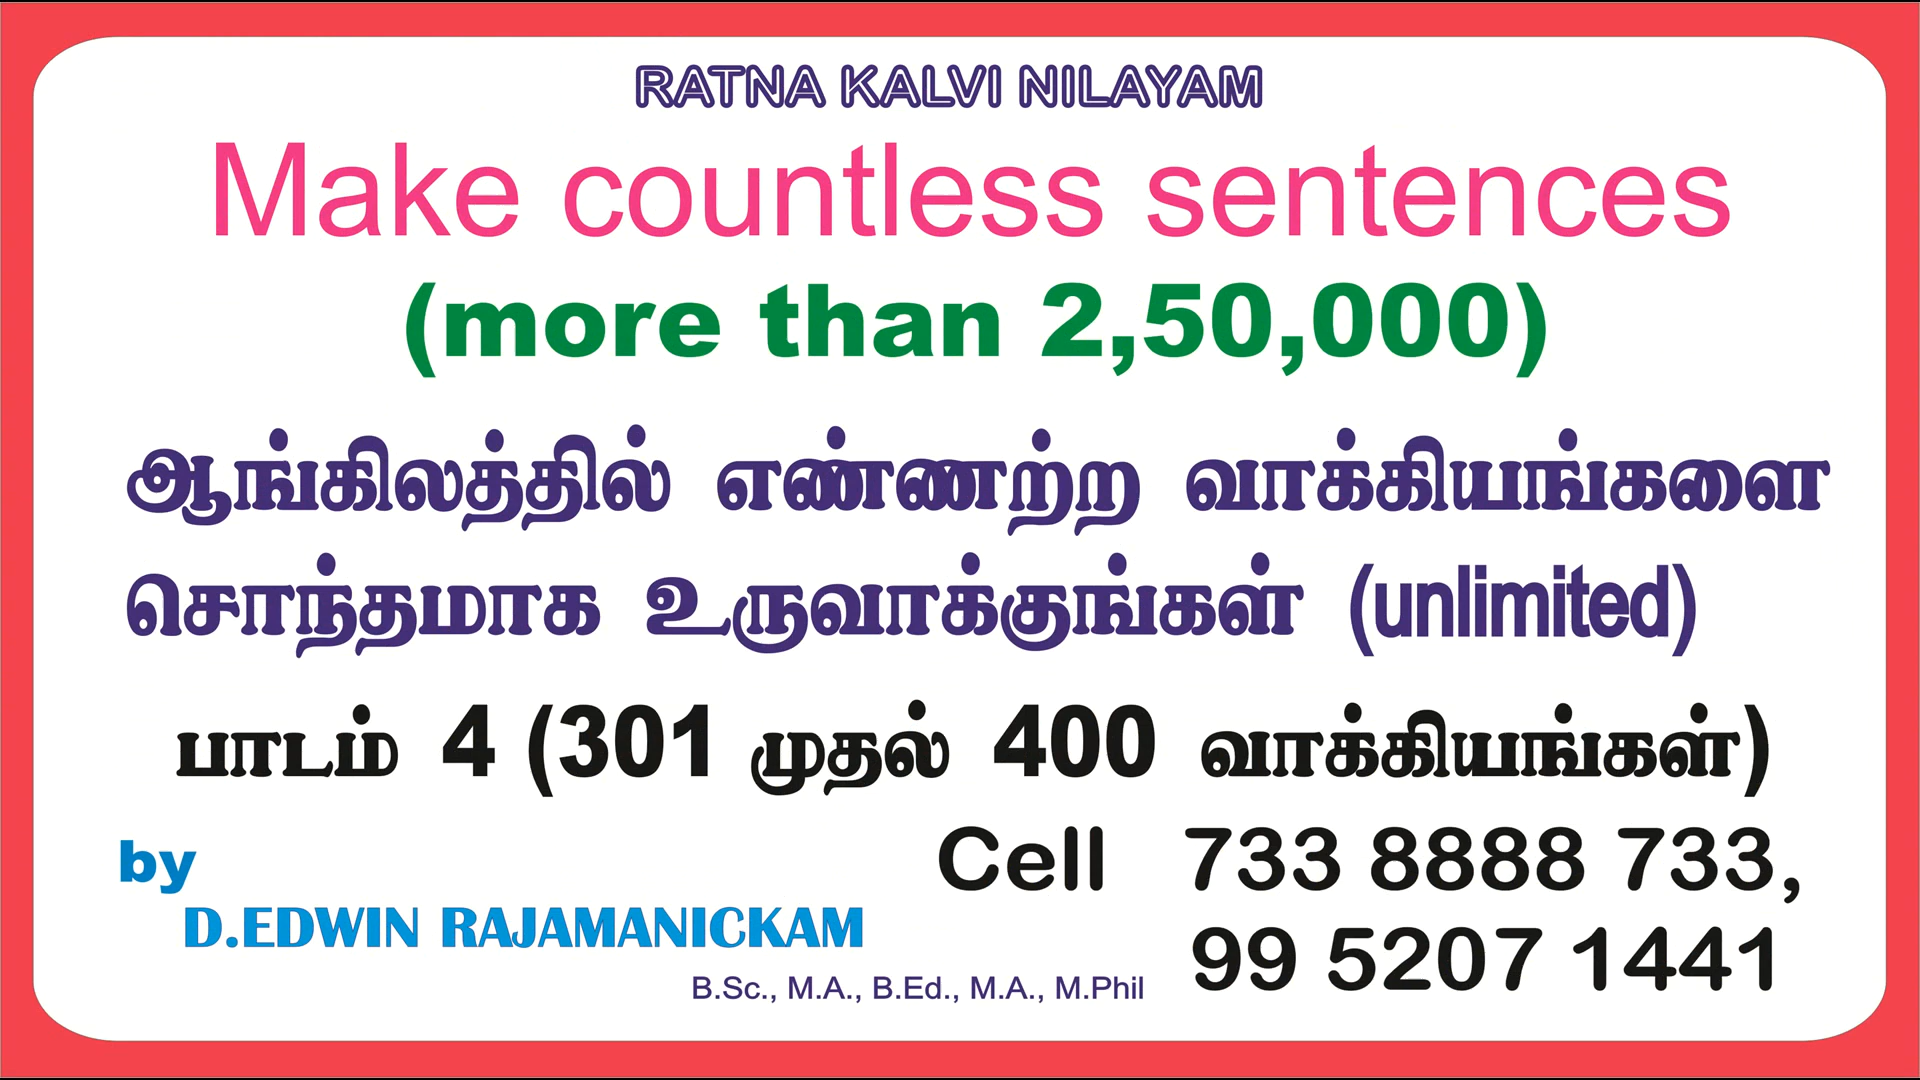 RATNA KALVI NILAYAM
Make countless sentences
(more than 2,50,000)
ஆங்கிலத்தில் எண்ணற்ற வாக்கியங்களை
சொந்தமாக உருவாக்குங்கள் (unlimited)
பாடம் 4 (301 முதல் 400 வாக்கியங்கள்)
by
D.EDWIN RAJAMANICKAM
B.Sc., M.A., B.Ed., M.A., M.Phil
Cell 733 8888 733,
99 5207 1441